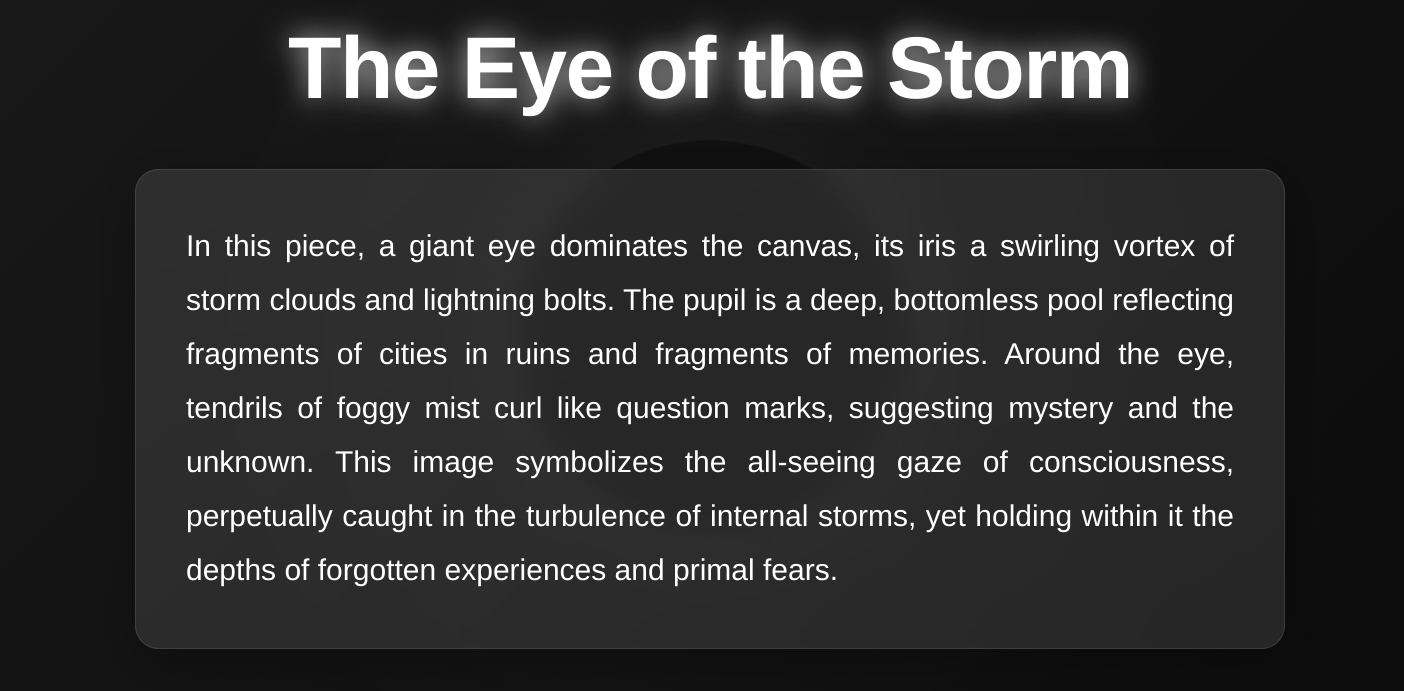 The Eye of the Storm
In this piece, a giant eye dominates the canvas, its iris a swirling vortex of
storm clouds and lightning bolts. The pupil is a deep, bottomless pool reflecting
fragments of cities in ruins and fragments of memories. Around the eye,
tendrils of foggy mist curl like question marks, suggesting mystery and the
unknown. This image symbolizes the all-seeing gaze of consciousness,
perpetually caught in the turbulence of internal storms, yet holding within it the
depths of forgotten experiences and primal fears.